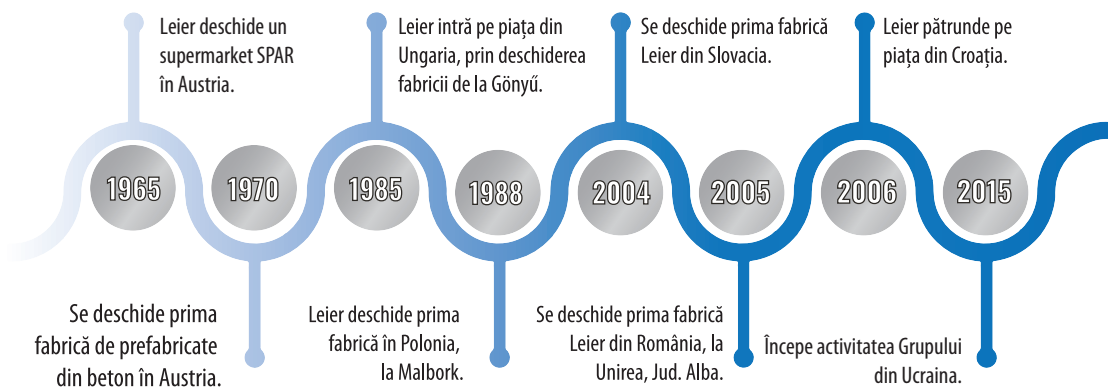 Leier deschide un
supermarket SPAR
în Austria.
Leier intră pe piața din
Ungaria, prin deschiderea
fabricii de la Gönyű.
Se deschide prima fabrică
Leier din Slovacia.
Leier pătrunde pe
piața din Croația.
1965
1970
1985
1988
2004
2005
2006
2015
Se deschide prima
fabrică de prefabricate
din beton în Austria.
Leier deschide prima
fabrică în Polonia,
la Malbork.
Se deschide prima fabrică
Leier din România, la
Unirea, Jud. Alba.
Începe activitatea Grupului
din Ucraina.